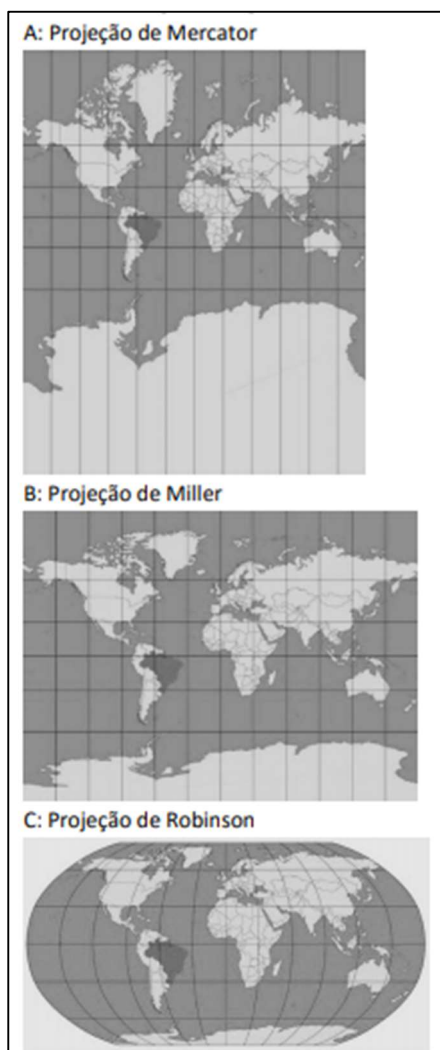 A: Projeção de Mercator
B: Projeção de Miller
C: Projeção de Robinson